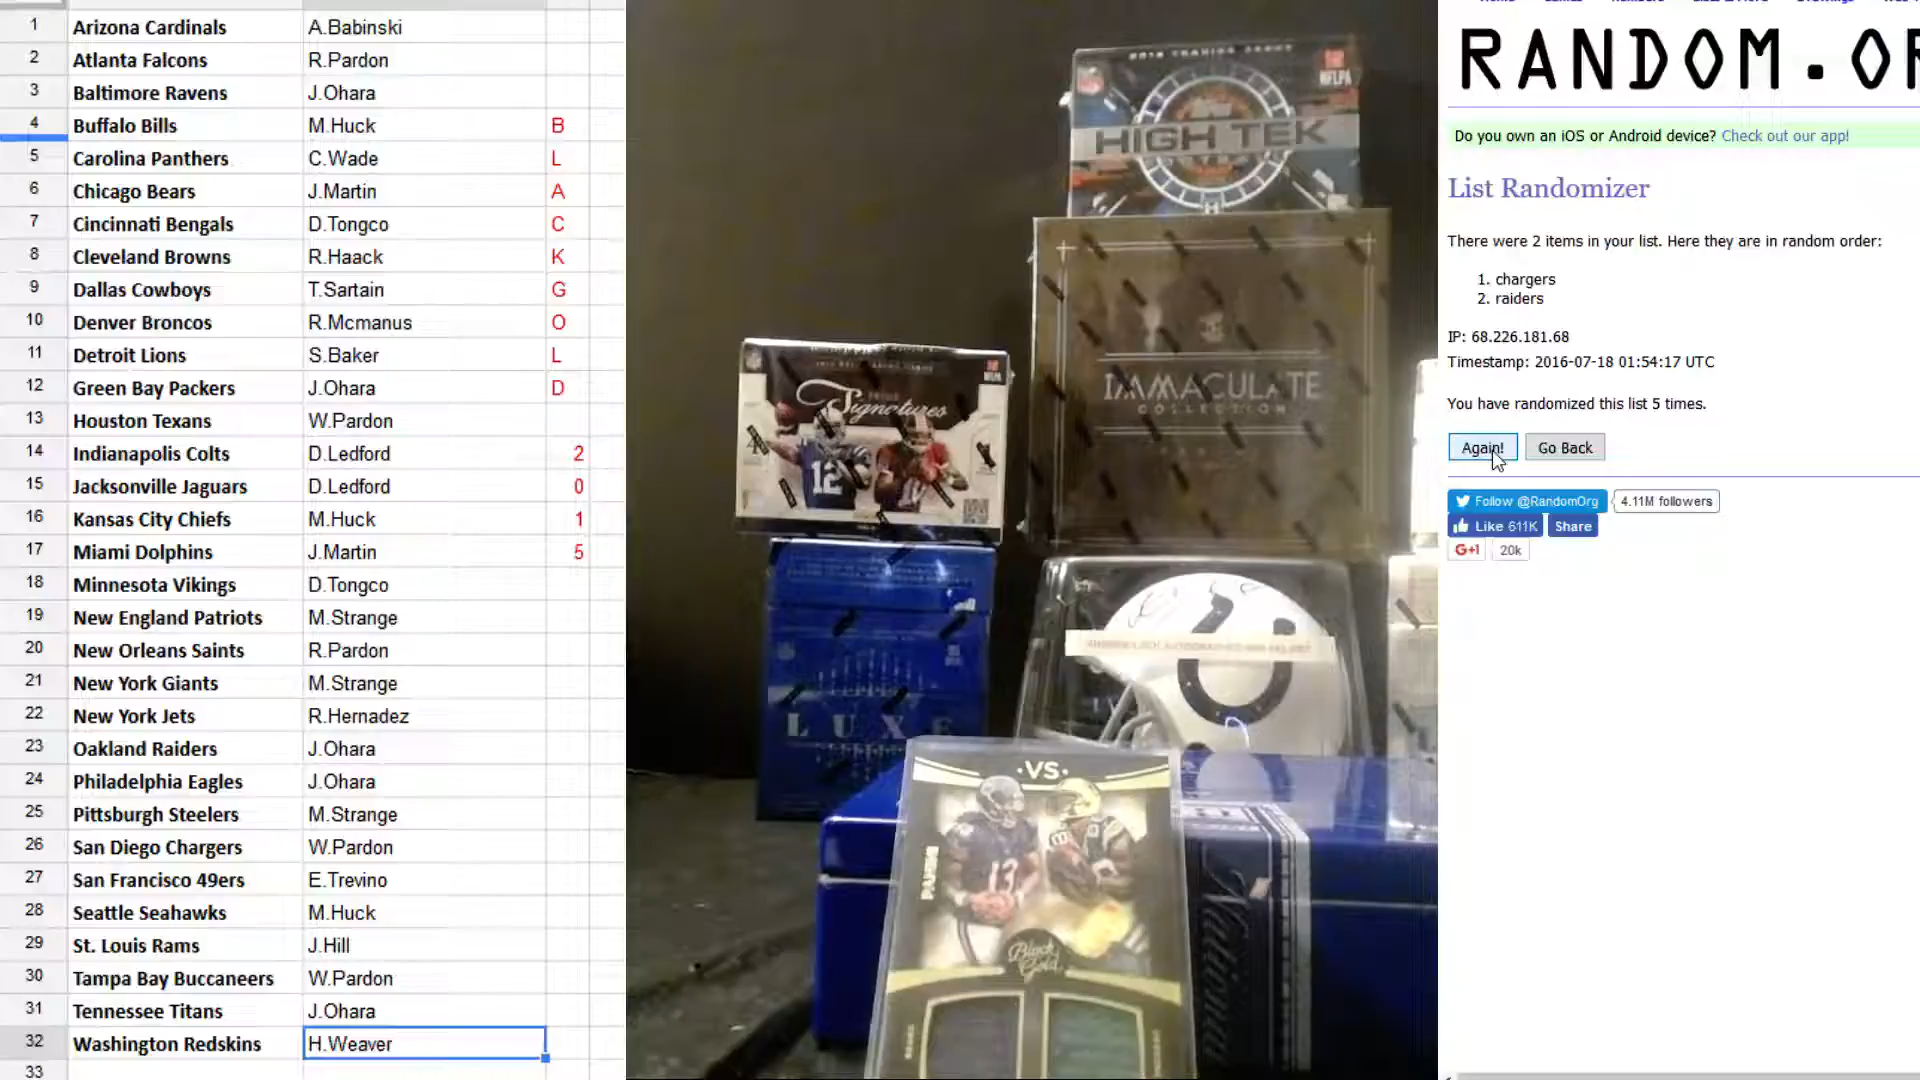 1 Arizona Cardinals A.Babinski
2 Atlanta Falcons R.Pardon
3 Baltimore Ravens J.Ohara
4 Buffalo Bills M.Huck B
5 Carolina Panthers C.Wade L
6 Chicago Bears J.Martin A
7 Cincinnati Bengals D.Tongco C
8 Cleveland Browns R.Haack K
9 Dallas Cowboys T.Sartain G
10 Denver Broncos R.Mcmanus O
11 Detroit Lions S.Baker L
12 Green Bay Packers J.Ohara D
13 Houston Texans W.Pardon
14 Indianapolis Colts D.Ledford 2
15 Jacksonville Jaguars D.Ledford 0
16 Kansas City Chiefs M.Huck 1
17 Miami Dolphins J.Martin 5
18 Minnesota Vikings D.Tongco
19 New England Patriots M.Strange
20 New Orleans Saints R.Pardon
21 New York Giants M.Strange
22 New York Jets R.Hernadez
23 Oakland Raiders J.Ohara
24 Philadelphia Eagles J.Ohara
25 Pittsburgh Steelers M.Strange
26 San Diego Chargers W.Pardon
27 San Francisco 49ers E.Trevino
28 Seattle Seahawks M.Huck
29 St. Louis Rams J.Hill
30 Tampa Bay Buccaneers W.Pardon
31 Tennessee Titans J.Ohara
32 Washington Redskins H.Weaver
33
NFLPA
HIGH TEK
IMMACULATE
COLLECTION
Signatures
12
LUXE
VS.
PANINI
13
Black
Gold
National
RANDOM.OR
Do you own an iOS or Android device? Check out our app!
List Randomizer
There were 2 items in your list. Here they are in random order:
1. chargers
2. raiders
IP: 68.226.181.68
Timestamp: 2016-07-18 01:54:17 UTC
You have randomized this list 5 times.
Again! Go Back
Follow @RandomOrg 4.11M followers
Like 611K Share
G+1 20k